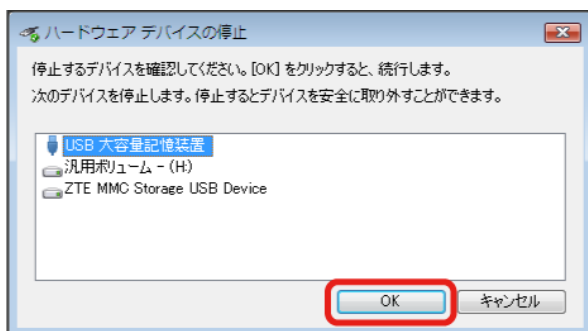 ハードウェア デバイスの停止
停止するデバイスを確認してください。[OK] をクリックすると、続行します。
次のデバイスを停止します。停止するとデバイスを安全に取り外すことができます。
USB 大容量記憶装置
汎用ボリューム - (H:)
ZTE MMC Storage USB Device
OK
キャンセル